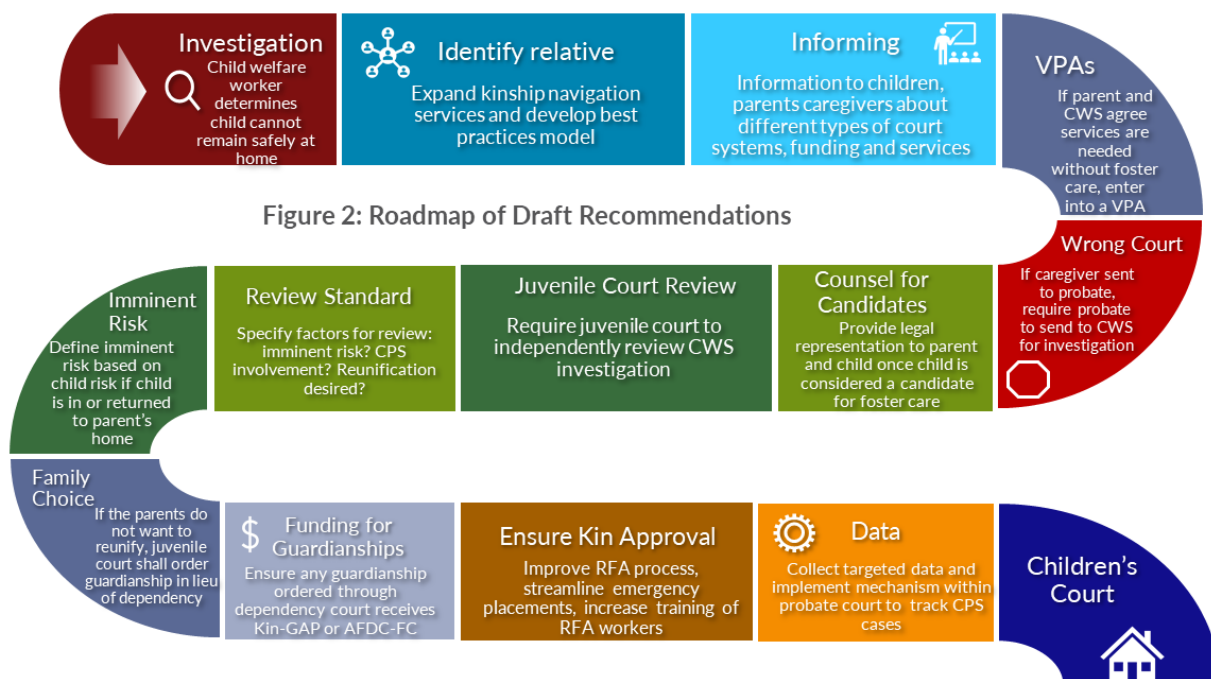 Investigation
Child welfare
worker
determines
child cannot
remain safely at
home
Identify relative
Expand kinship navigation
services and develop best
practices model
Informing
Information to children,
parents caregivers about
different types of court
systems, funding and services
VPAs
If parent and
CWS agree
services are
needed
without foster
care, enter
into a VPA
Figure 2: Roadmap of Draft Recommendations
Wrong Court
If caregiver sent
to probate,
require probate
to send to CWS
for investigation
Counsel for
Candidates
Provide legal
representation to parent
and child once child is
considered a candidate
for foster care
Juvenile Court Review
Require juvenile court to
independently review CWS
investigation
Review Standard
Specify factors for review:
imminent risk? CPS
involvement? Reunification
desired?
Imminent
Risk
Define imminent
risk based on
child risk if child
is in or returned
to parent's
home
Family
Choice
If the parents do
not want to
reunify, juvenile
court shall order
guardianship in lieu
of dependency
$
Funding for
Guardianships
Ensure any guardianship
ordered through
dependency court receives
Kin-GAP or AFDC-FC
Ensure Kin Approval
Improve RFA process,
streamline emergency
placements, increase training of
RFA workers
Data
Collect targeted data and
implement mechanism within
probate court to track CPS
cases
Children's
Court